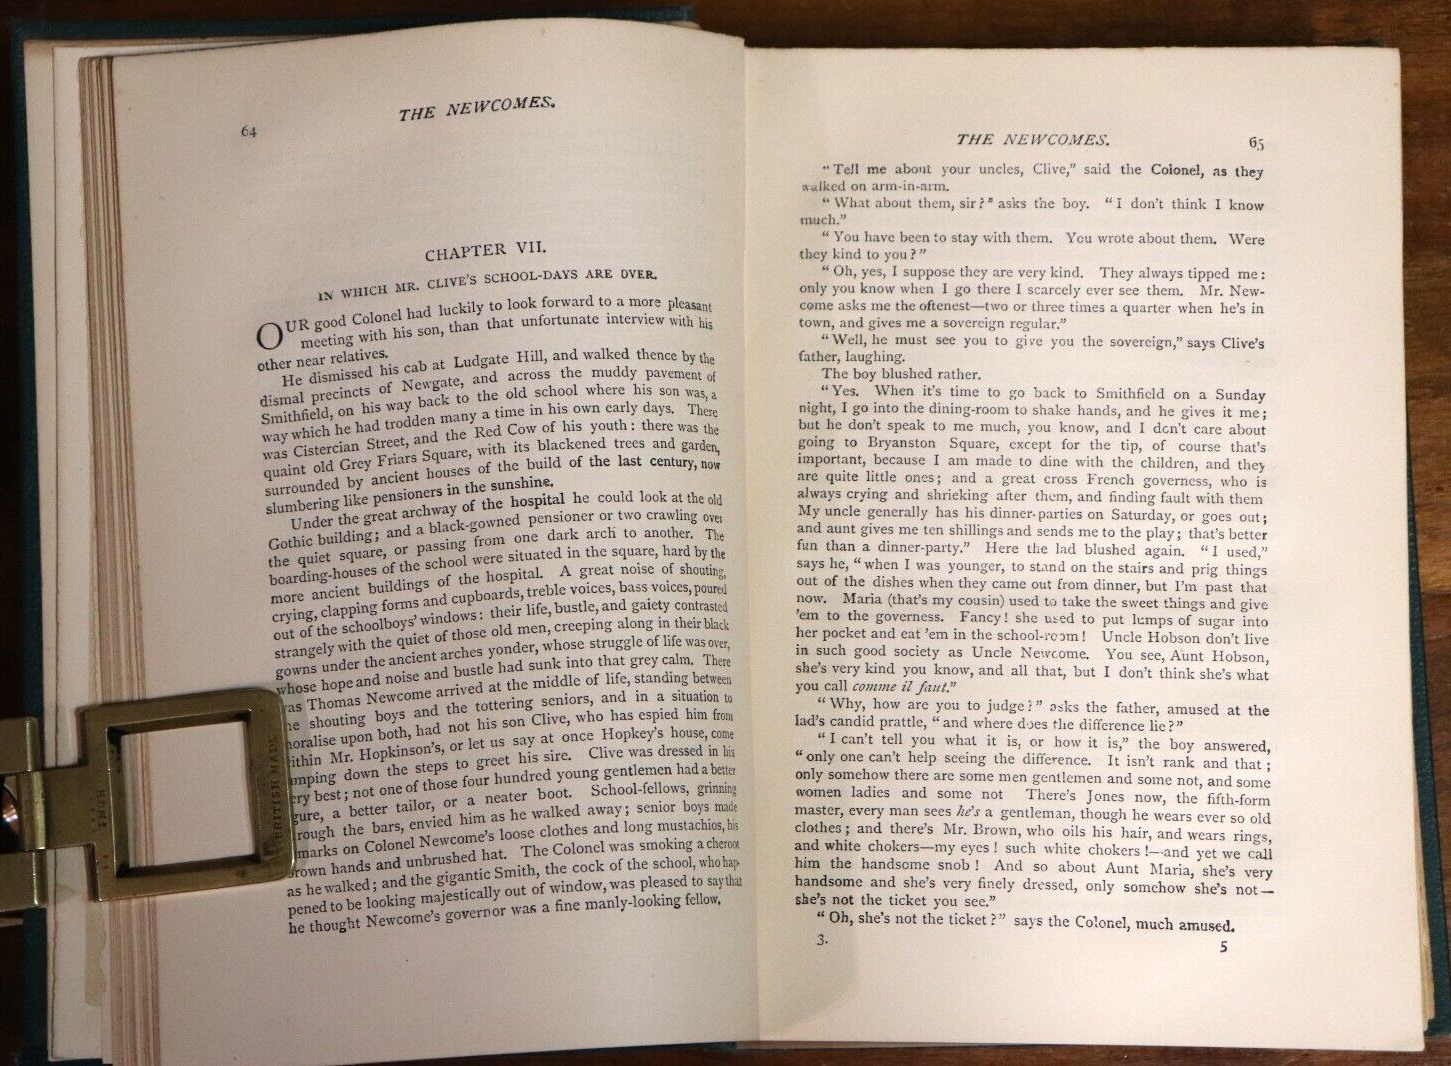 THE NEWCOMES.
64
CHAPTER VII.
IN WHICH MR. CLIVE'S SCHOOL-DAYS ARE OVER.
OUR good Colonel had luckily to look forward to a more pleasant
meeting with his son, than that unfortunate interview with his
other near relatives.
He dismissed his cab at Ludgate Hill, and walked thence by the
dismal precincts of Newgate, and across the muddy pavement of
Smithfield, on his way back to the old school where his son was, a
way which he had trodden many a time in his own early days. There
was Cistercian Street, and the Red Cow of his youth: there was the
quaint old Grey Friars Square, with its blackened trees and garden,
surrounded by ancient houses of the build of the last century, now
slumbering like pensioners in the sunshine.
Under the great archway of the hospital he could look at the old
Gothic building; and a black-gowned pensioner or two crawling over
the quiet square, or passing from one dark arch to another. The
boarding-houses of the school were situated in the square, hard by the
more ancient buildings of the hospital. A great noise of shouting,
crying, clapping forms and cupboards, treble voices, bass voices, poured
out of the schoolboys' windows: their life, bustle, and gaiety contrasted
strangely with the quiet of those old men, creeping along in their black
gowns under the ancient arches yonder, whose struggle of life was over,
whose hope and noise and bustle had sunk into that grey calm. There
was Thomas Newcome arrived at the middle of life, standing between
he shouting boys and the tottering seniors, and in a situation to
noralise upon both, had not his son Clive, who has espied him from
ithin Mr. Hopkinson's, or let us say at once Hopkey's house, come
umping down the steps to greet his sire. Clive was dressed in his
ery best; not one of those four hundred young gentlemen had a better
gure, a better tailor, or a neater boot. School-fellows, grinning
rough the bars, envied him as he walked away; senior boys made
marks on Colonel Newcome's loose clothes and long mustachios, his
rown hands and unbrushed hat. The Colonel was smoking a cheroot
as he walked; and the gigantic Smith, the cock of the school, who hap-
pened to be looking majestically out of window, was pleased to say that
he thought Newcome's governor was a fine manly-looking fellow.
BRITISH MADE
THE NEWCOMES.
65
"Tell me about your uncles, Clive," said the Colonel, as they
walked on arm-in-arm.
"What about them, sir?" asks the boy. "I don't think I know
much."
"You have been to stay with them. You wrote about them. Were
they kind to you?"
"Oh, yes, I suppose they are very kind. They always tipped me:
only you know when I go there I scarcely ever see them. Mr. New-
come asks me the oftenest—two or three times a quarter when he's in
town, and gives me a sovereign regular."
"Well, he must see you to give you the sovereign," says Clive's
father, laughing.
The boy blushed rather.
"Yes. When it's time to go back to Smithfield on a Sunday
night, I go into the dining-room to shake hands, and he gives it me;
but he don't speak to me much, you know, and I don't care about
going to Bryanston Square, except for the tip, of course that's
important, because I am made to dine with the children, and they
are quite little ones; and a great cross French governess, who is
always crying and shrieking after them, and finding fault with them
My uncle generally has his dinner-parties on Saturday, or goes out;
and aunt gives me ten shillings and sends me to the play; that's better
fun than a dinner-party." Here the lad blushed again. "I used,"
says he, "when I was younger, to stand on the stairs and prig things
out of the dishes when they came out from dinner, but I'm past that
now. Maria (that's my cousin) used to take the sweet things and give
'em to the governess. Fancy! she used to put lumps of sugar into
her pocket and eat 'em in the school-room! Uncle Hobson don't live
in such good society as Uncle Newcome. You see, Aunt Hobson,
she's very kind you know, and all that, but I don't think she's what
you call comme il faut."
"Why, how are you to judge?" asks the father, amused at the
lad's candid prattle, "and where does the difference lie?"
"I can't tell you what it is, or how it is," the boy answered,
"only one can't help seeing the difference. It isn't rank and that;
only somehow there are some men gentlemen and some not, and some
women ladies and some not There's Jones now, the fifth-form
master, every man sees he's a gentleman, though he wears ever so old
clothes; and there's Mr. Brown, who oils his hair, and wears rings,
and white chokers—my eyes! such white chokers!—and yet we call
him the handsome snob! And so about Aunt Maria, she's very
handsome and she's very finely dressed, only somehow she's not—
she's not the ticket you see."
"Oh, she's not the ticket?" says the Colonel, much amused.
3.
5